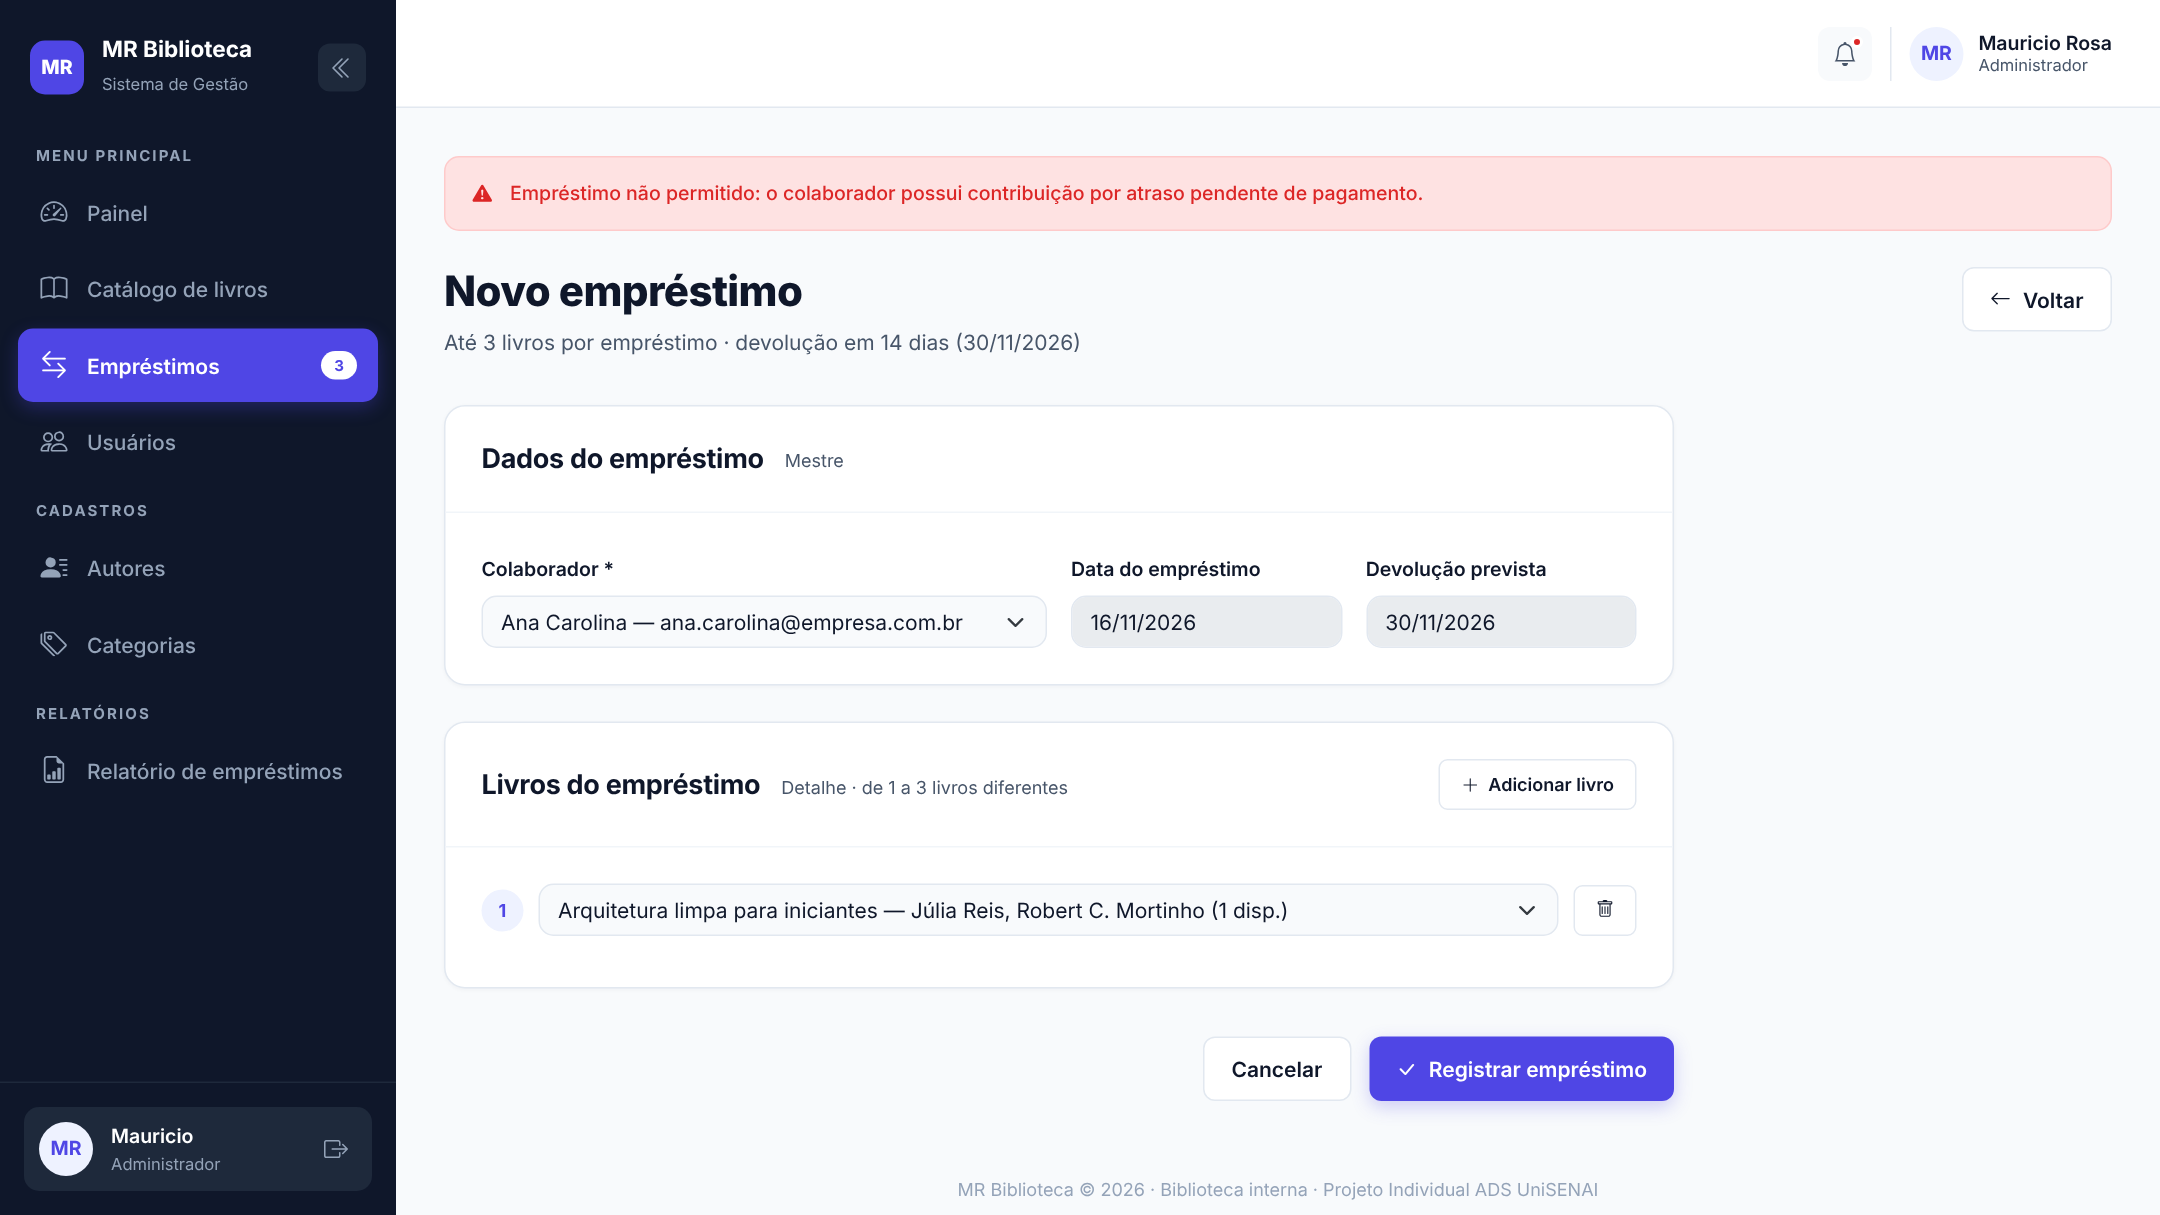 MR
MR Biblioteca
Sistema de Gestão
MENU PRINCIPAL
Painel
Catálogo de livros
Empréstimos
3
Usuários
CADASTROS
Autores
Categorias
RELATÓRIOS
Relatório de empréstimos
MR
Mauricio
Administrador
MR
Mauricio Rosa
Administrador
Empréstimo não permitido: o colaborador possui contribuição por atraso pendente de pagamento.
Novo empréstimo
Até 3 livros por empréstimo · devolução em 14 dias (30/11/2026)
Voltar
Dados do empréstimo Mestre
Colaborador * Data do empréstimo Devolução prevista
Ana Carolina — ana.carolina@empresa.com.br 16/11/2026 30/11/2026
Livros do empréstimo Detalhe · de 1 a 3 livros diferentes Adicionar livro
1 Arquitetura limpa para iniciantes — Júlia Reis, Robert C. Mortinho (1 disp.)
Cancelar Registrar empréstimo
MR Biblioteca © 2026 · Biblioteca interna · Projeto Individual ADS UniSENAI